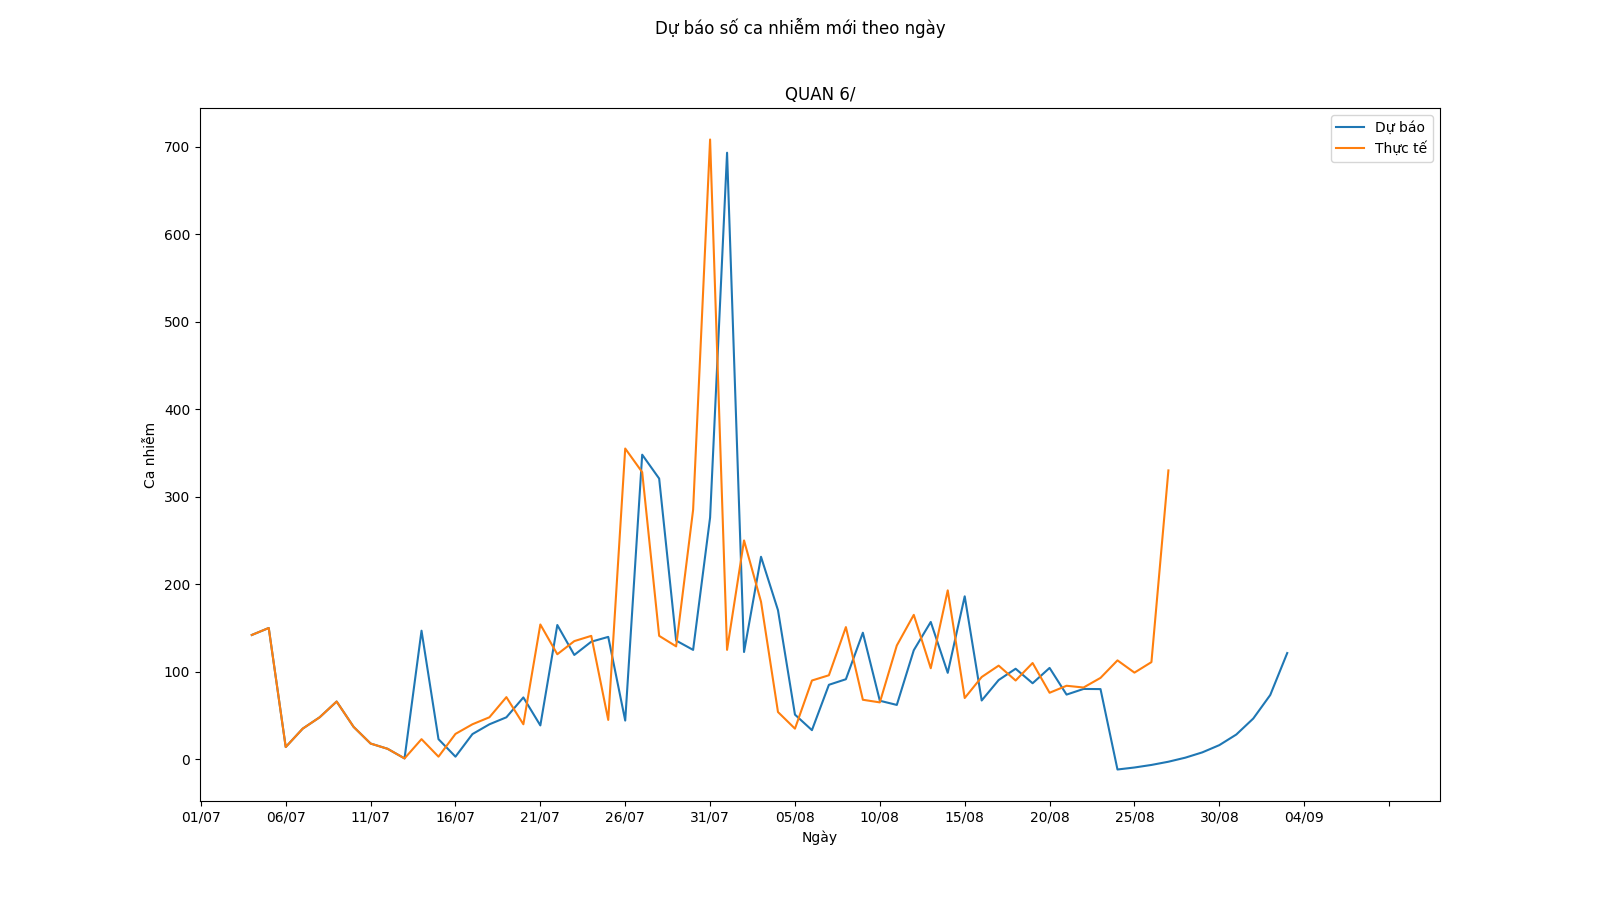 Dự báo số ca nhiễm mới theo ngày
QUAN 6/
Dự báo
Thực tế
700
600
500
400
300
200
100
0
Ca nhiễm
01/07 06/07 11/07 16/07 21/07 26/07 31/07 05/08 10/08 15/08 20/08 25/08 30/08 04/09
Ngày